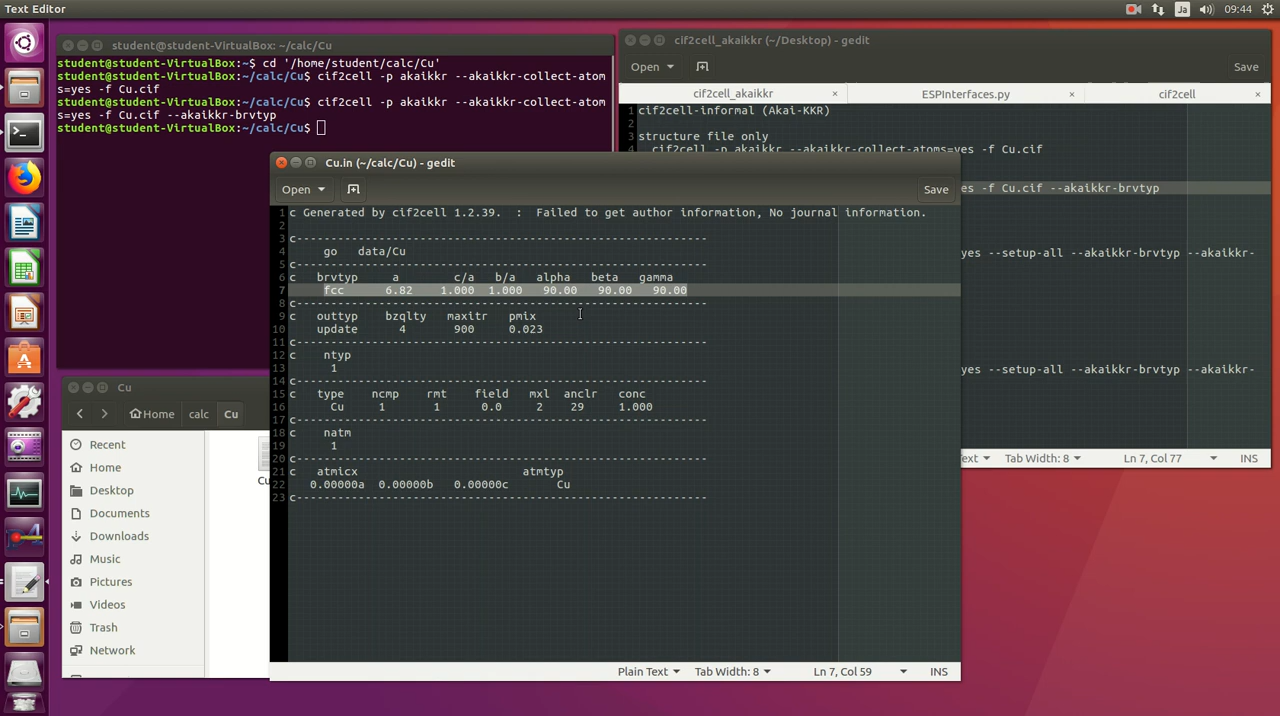 Text Editor
Ja
09:44
student@student-VirtualBox: ~/calc/Cu
student@student-VirtualBox:~$ cd '/home/student/calc/Cu'
student@student-VirtualBox:~/calc/Cu$ cif2cell -p akaikkr --akaikkr-collect-atom
s=yes -f Cu.cif
student@student-VirtualBox:~/calc/Cu$ cif2cell -p akaikkr --akaikkr-collect-atom
s=yes -f Cu.cif --akaikkr-brvtyp
student@student-VirtualBox:~/calc/Cu$
cif2cell_akaikkr (~/Desktop) - gedit
Open
Save
cif2cell_akaikkr
ESPInterfaces.py
cif2cell
1 cif2cell-informal (Akai-KKR)
2
3 structure file only
4 cif2cell -p akaikkr --akaikkr-collect-atoms=yes -f Cu.cif
yes -f Cu.cif --akaikkr-brvtyp
yes --setup-all --akaikkr-brvtyp --akaikkr-
yes --setup-all --akaikkr-brvtyp --akaikkr-
Tab Width: 8
Ln 7, Col 77
INS
Cu.in (~/calc/Cu) - gedit
Open
Save
1 c Generated by cif2cell 1.2.39. : Failed to get author information, No journal information.
2
3 c----------------------------------------------------------------
4 go data/Cu
5 c----------------------------------------------------------------
6 c brvtyp a c/a b/a alpha beta gamma
7 fcc 6.82 1.000 1.000 90.00 90.00 90.00
8 c----------------------------------------------------------------
9 c outtyp bzqlty maxitr pmix
10 update 4 900 0.023
11 c----------------------------------------------------------------
12 c ntyp
13 1
14 c----------------------------------------------------------------
15 c type ncmp rmt field mxl anclr conc
16 Cu 1 1 0.0 2 29 1.000
17 c----------------------------------------------------------------
18 c natm
19 1
20 c----------------------------------------------------------------
21 c atmicx atmtyp
22 0.00000a 0.00000b 0.00000c Cu
23 c----------------------------------------------------------------
Plain Text
Tab Width: 8
Ln 7, Col 59
INS
Cu
Home
calc
Cu
Recent
Home
Desktop
Documents
Downloads
Music
Pictures
Videos
Trash
Network